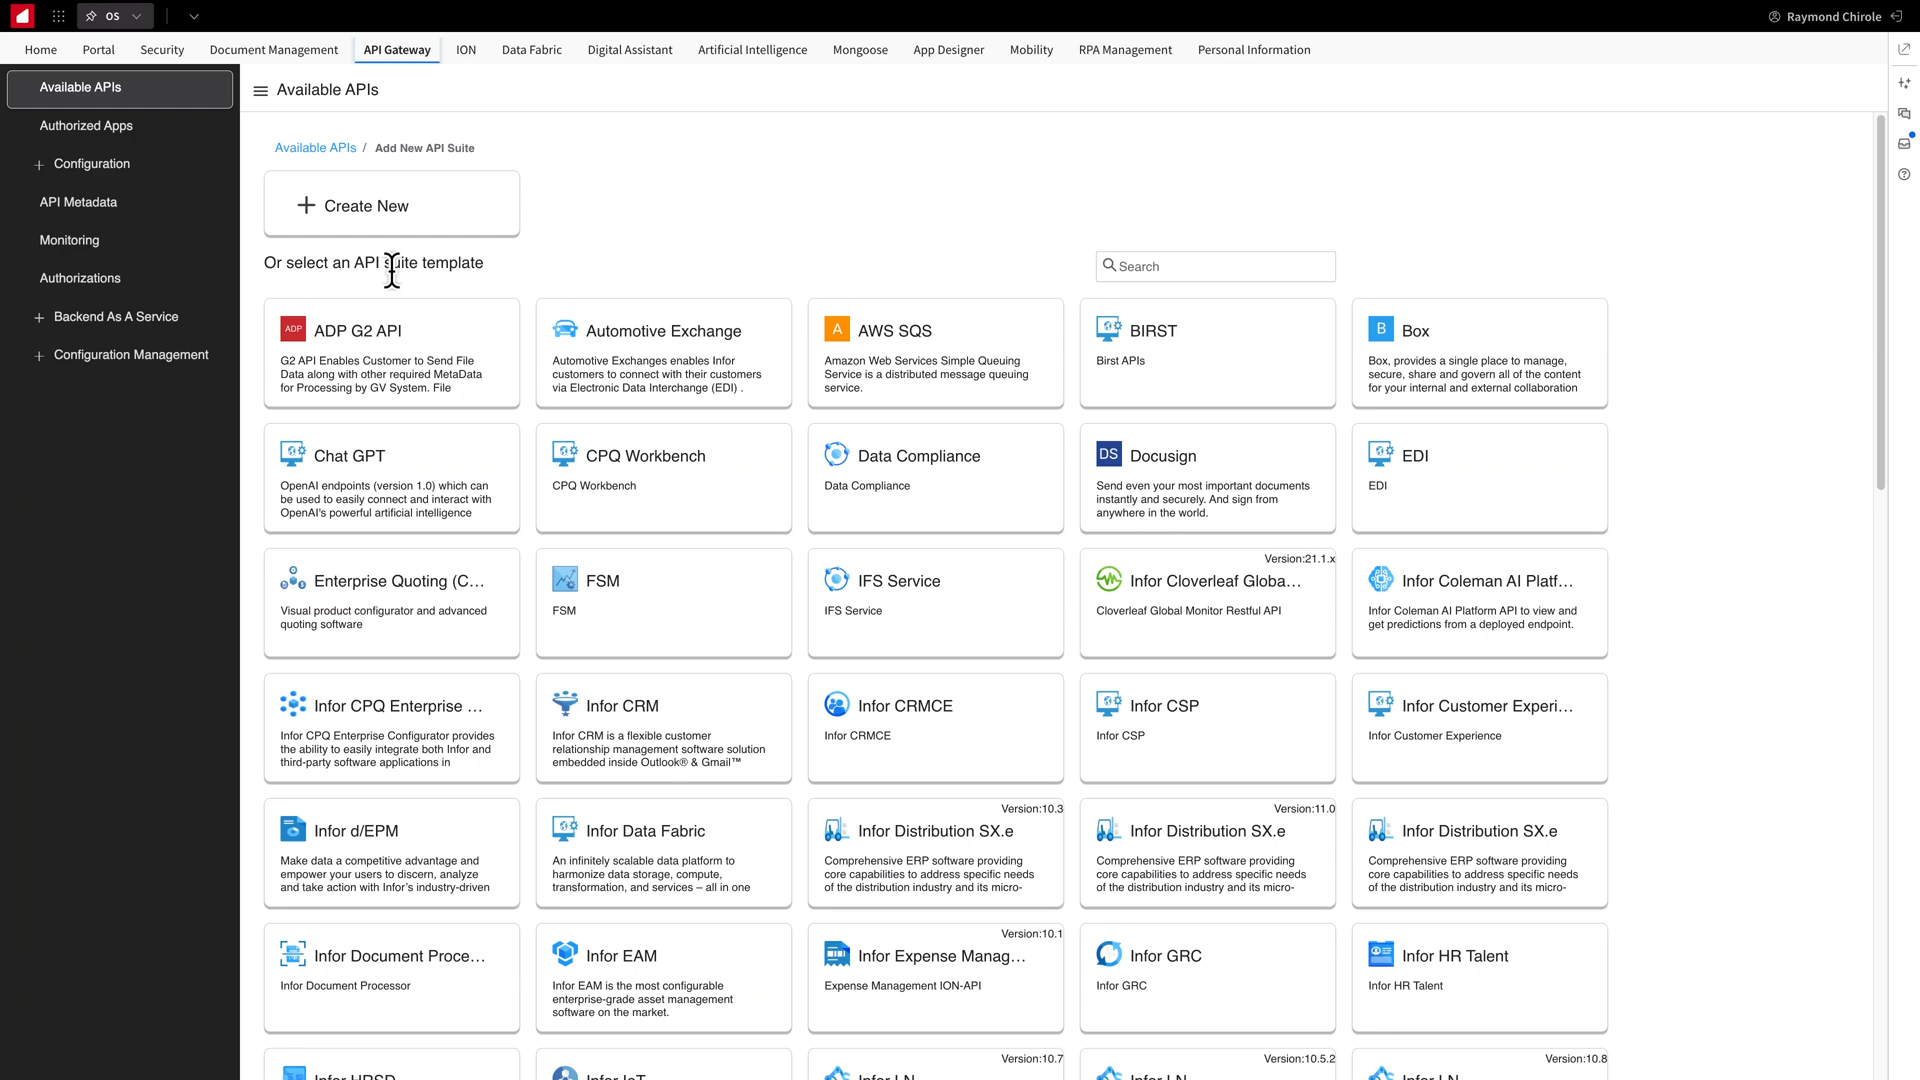 OS
Raymond Chirole
Home Portal Security Document Management API Gateway ION Data Fabric Digital Assistant Artificial Intelligence Mongoose App Designer Mobility RPA Management Personal Information
Available APIs
Authorized Apps
Configuration
API Metadata
Monitoring
Authorizations
Backend As A Service
Configuration Management
Available APIs
Available APIs / Add New API Suite
Create New
Or select an API suite template
Search
ADP
ADP G2 API
G2 API Enables Customer to Send File
Data along with other required MetaData
for Processing by GV System. File
Automotive Exchange
Automotive Exchanges enables Infor
customers to connect with their customers
via Electronic Data Interchange (EDI) .
A
AWS SQS
Amazon Web Services Simple Queuing
Service is a distributed message queuing
service.
BIRST
Birst APIs
B
Box
Box, provides a single place to manage,
secure, share and govern all of the content
for your internal and external collaboration
Chat GPT
OpenAI endpoints (version 1.0) which can
be used to easily connect and interact with
OpenAI's powerful artificial intelligence
CPQ Workbench
CPQ Workbench
Data Compliance
Data Compliance
DS
Docusign
Send even your most important documents
instantly and securely. And sign from
anywhere in the world.
EDI
EDI
Enterprise Quoting (C...
Visual product configurator and advanced
quoting software
FSM
FSM
IFS Service
IFS Service
Version:21.1.x
Infor Cloverleaf Globa...
Cloverleaf Global Monitor Restful API
Infor Coleman AI Platf...
Infor Coleman AI Platform API to view and
get predictions from a deployed endpoint.
Infor CPQ Enterprise ...
Infor CPQ Enterprise Configurator provides
the ability to easily integrate both Infor and
third-party software applications in
Infor CRM
Infor CRM is a flexible customer
relationship management software solution
embedded inside Outlook® & Gmail™
Infor CRMCE
Infor CRMCE
Infor CSP
Infor CSP
Infor Customer Experi...
Infor Customer Experience
Infor d/EPM
Make data a competitive advantage and
empower your users to discern, analyze
and take action with Infor's industry-driven
Infor Data Fabric
An infinitely scalable data platform to
harmonize data storage, compute,
transformation, and services – all in one
Version:10.3
Infor Distribution SX.e
Comprehensive ERP software providing
core capabilities to address specific needs
of the distribution industry and its micro-
Version:11.0
Infor Distribution SX.e
Comprehensive ERP software providing
core capabilities to address specific needs
of the distribution industry and its micro-
Infor Distribution SX.e
Comprehensive ERP software providing
core capabilities to address specific needs
of the distribution industry and its micro-
Infor Document Proce...
Infor Document Processor
Infor EAM
Infor EAM is the most configurable
enterprise-grade asset management
software on the market.
Version:10.1
Infor Expense Manag...
Expense Management ION-API
Infor GRC
Infor GRC
Infor HR Talent
Infor HR Talent
Infor HRSD
Infor IoT
Version:10.7
Infor LN
Version:10.5.2
Infor LN
Version:10.8
Infor LN